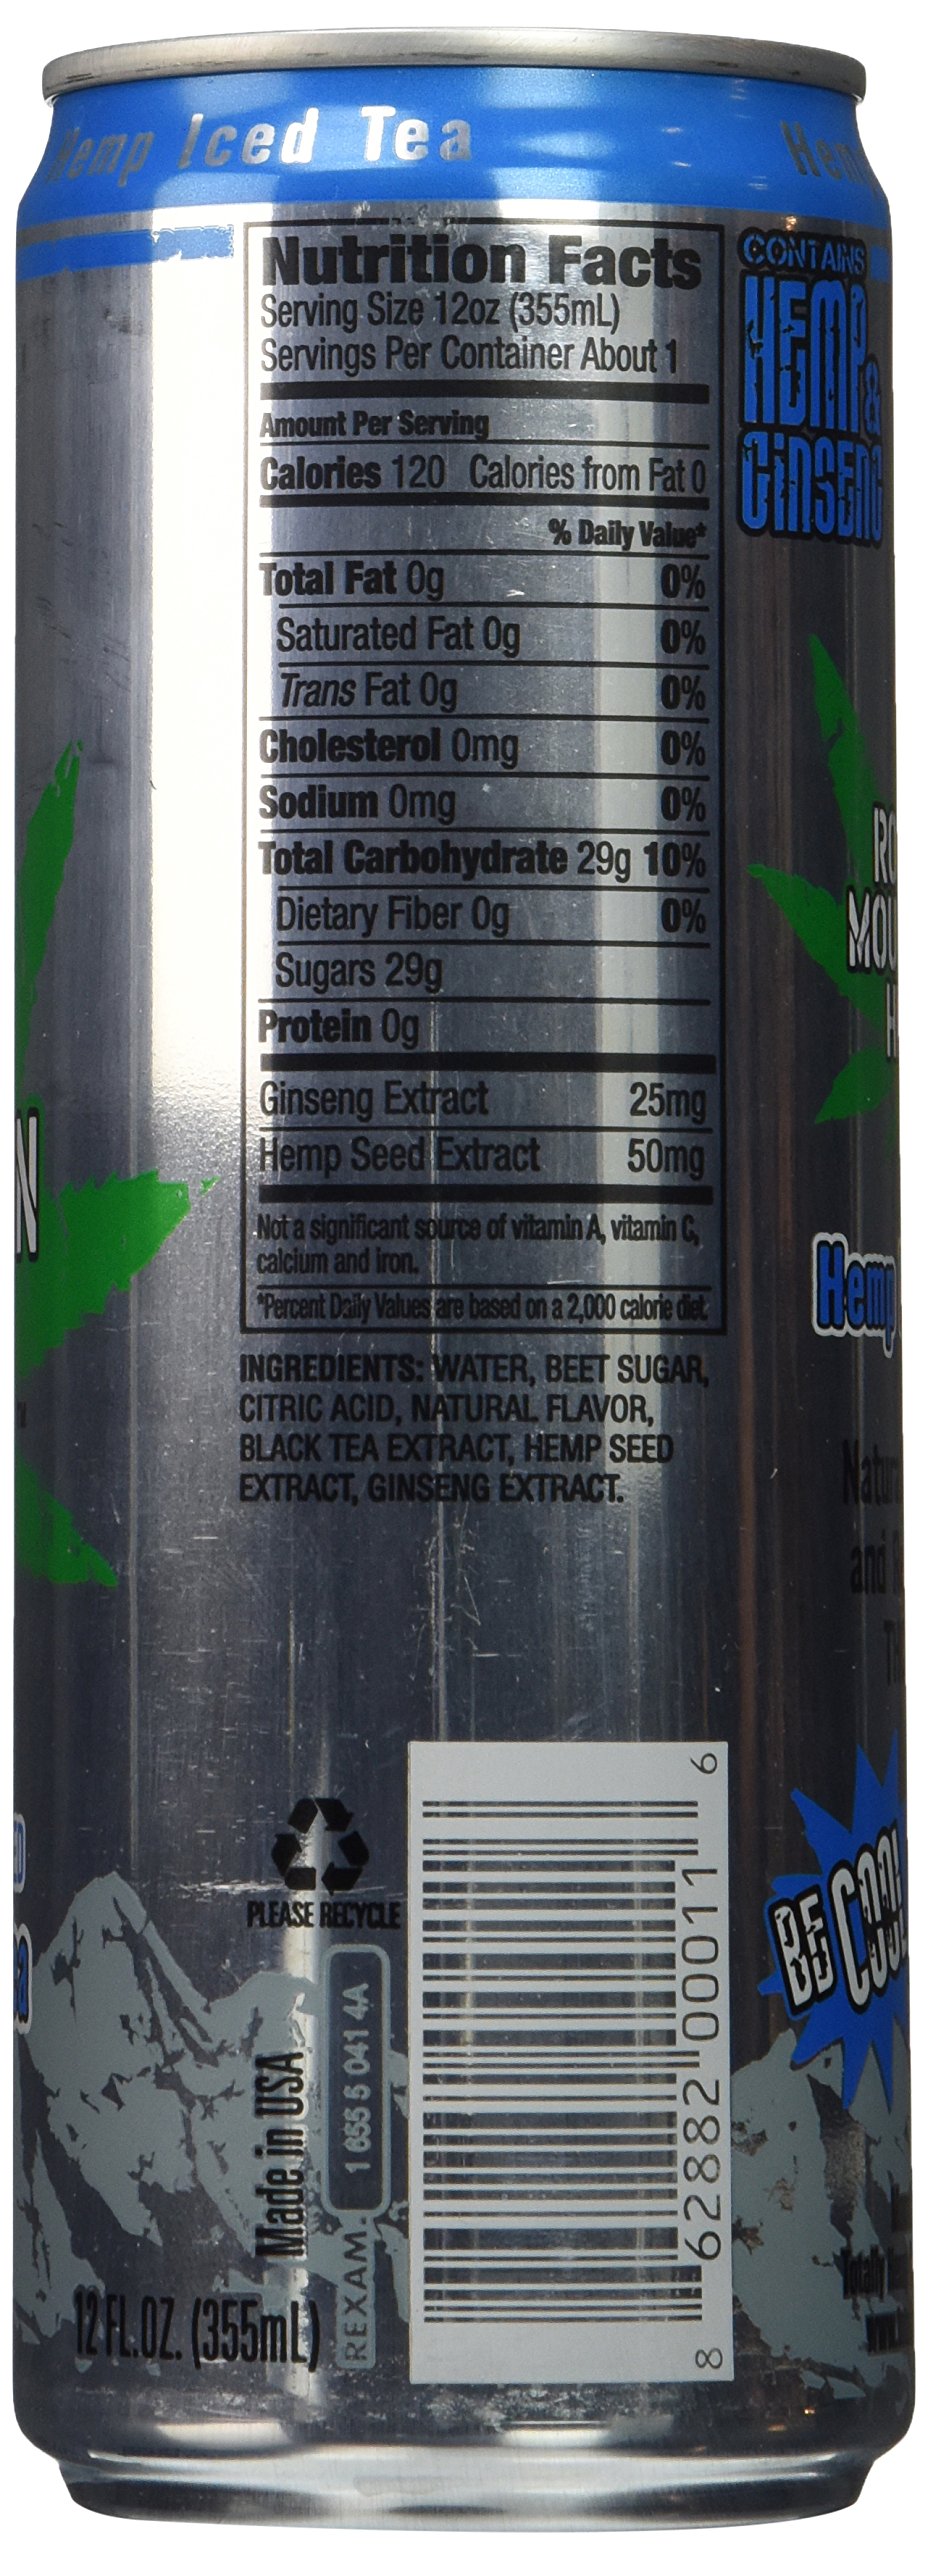 Hemp Iced Tea
Nutrition Facts
Serving Size 12oz (355mL)
Servings Per Container About 1
Amount Per Serving
Calories 120 Calories from Fat 0
% Daily Value*
Total Fat 0g 0%
Saturated Fat 0g 0%
Trans Fat 0g 0%
Cholesterol 0mg 0%
Sodium 0mg 0%
Total Carbohydrate 29g 10%
Dietary Fiber 0g 0%
Sugars 29g
Protein 0g
Ginseng Extract 25mg
Hemp Seed Extract 50mg
Not a significant source of vitamin A, vitamin C,
calcium and iron.
*Percent Daily Values are based on a 2,000 calorie diet.
INGREDIENTS: WATER, BEET SUGAR,
CITRIC ACID, NATURAL FLAVOR,
BLACK TEA EXTRACT, HEMP SEED
EXTRACT, GINSENG EXTRACT.
CONTAINS
HEMP &
GINSENG
Hemp
and
BE COOL
PLEASE RECYCLE
Made in USA
REXAM 1655 5 041 4A
8 62882 00011 6
12 FL.OZ. (355mL)
Totally